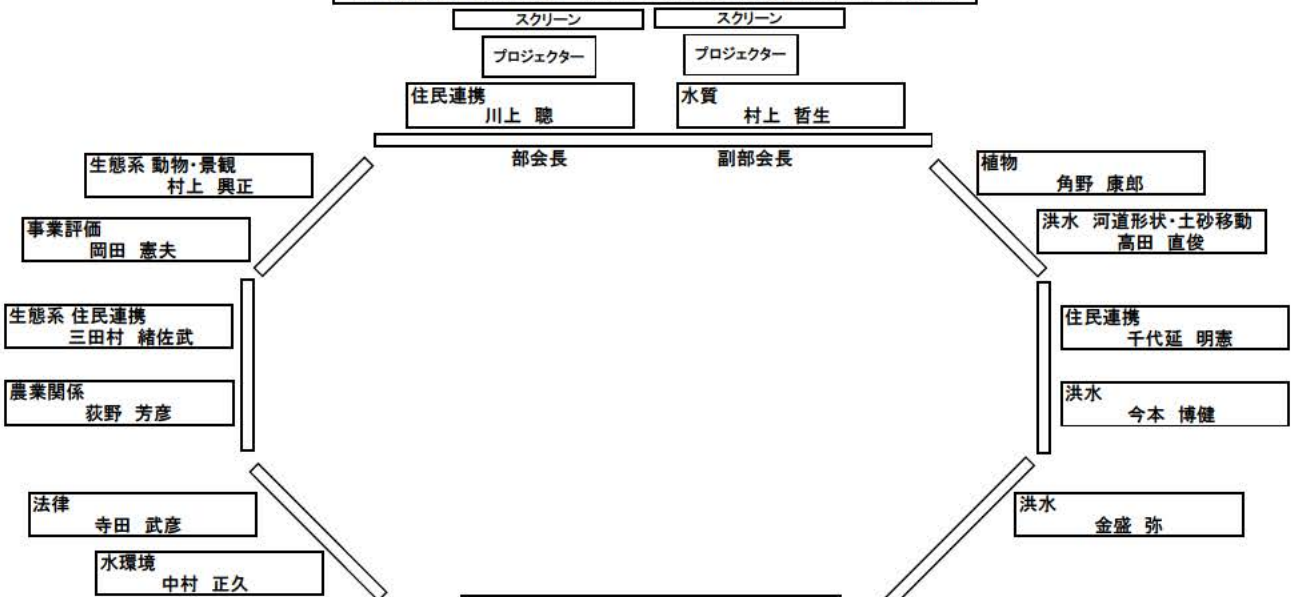 スクリーン
スクリーン
プロジェクター
プロジェクター
住民連携
川上 聰
水質
村上 哲生
部会長
副部会長
生態系 動物・景観
村上 興正
植物
角野 康郎
事業評価
岡田 憲夫
洪水 河道形状・土砂移動
高田 直俊
生態系 住民連携
三田村 緒佐武
住民連携
千代延 明憲
農業関係
荻野 芳彦
洪水
今本 博健
法律
寺田 武彦
洪水
金盛 弥
水環境
中村 正久